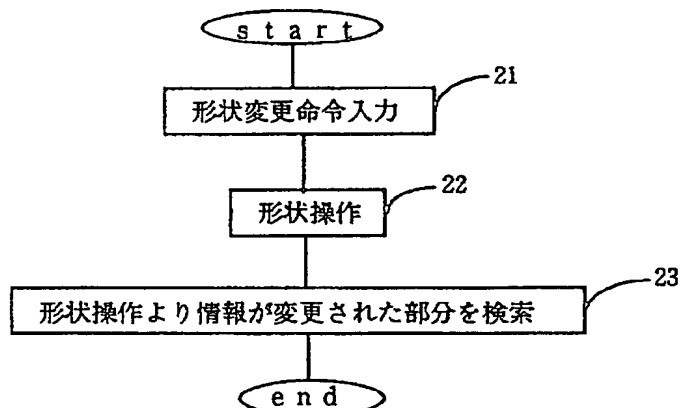 start
21
形状変更命令入力
22
形状操作
23
形状操作より情報が変更された部分を検索
end